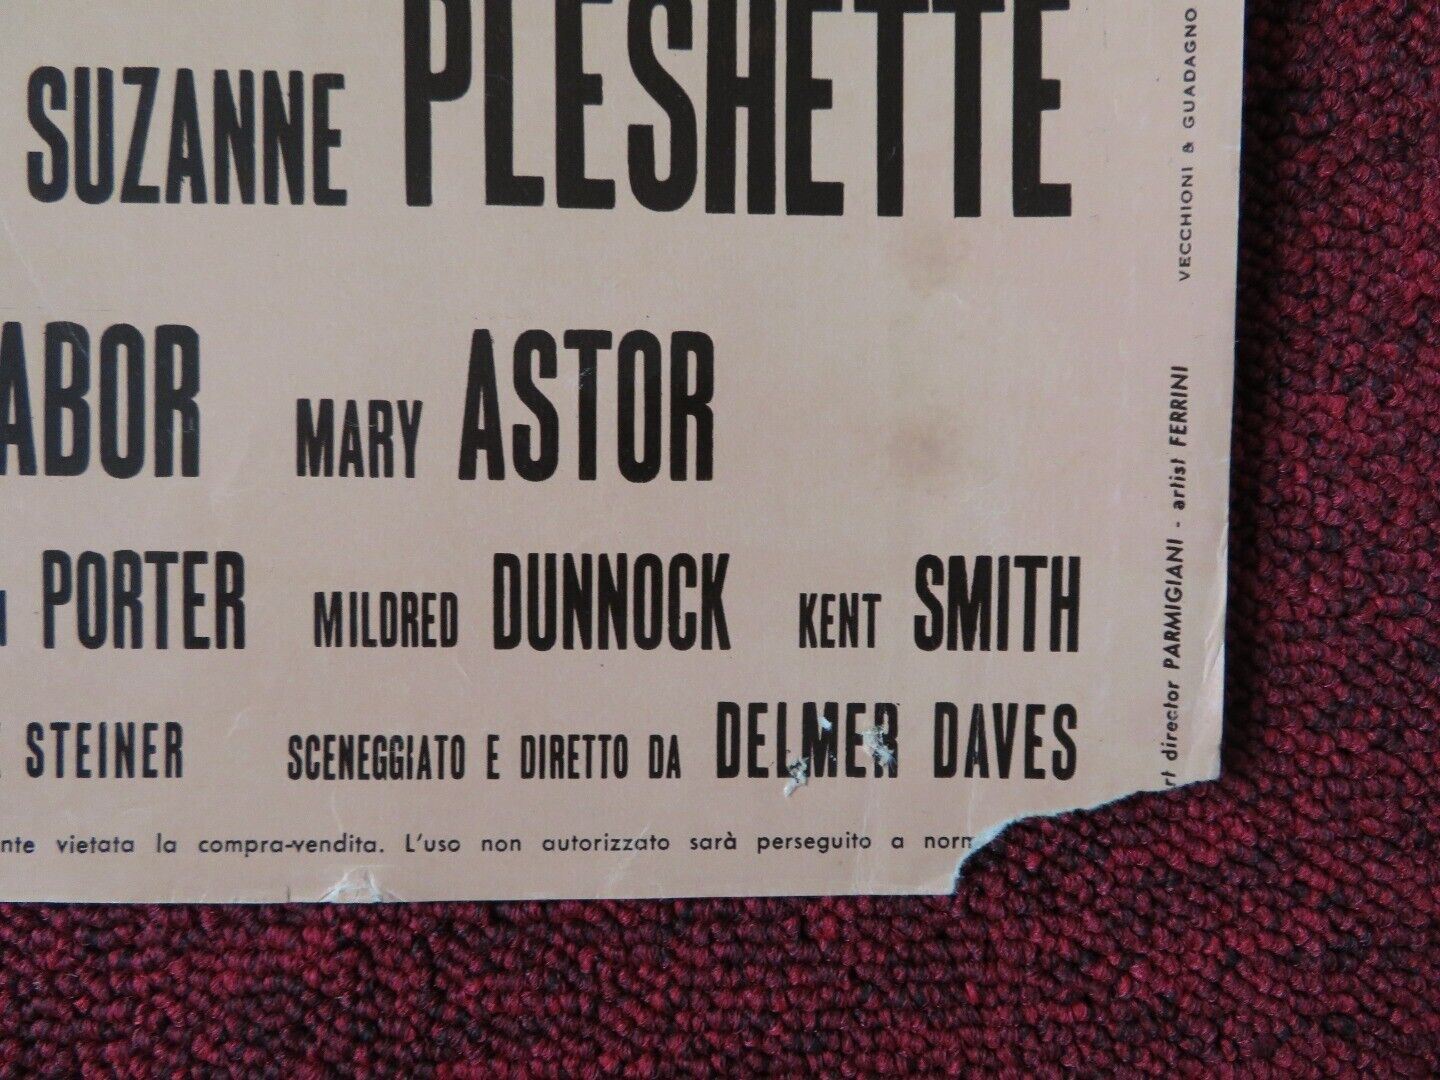 SUZANNE PLESHETTE
ABOR MARY ASTOR
PORTER MILDRED DUNNOCK KENT SMITH
STEINER SCENEGGIATO E DIRETTO DA DELMER DAVES
nte vietata la compra-vendita. L'uso non autorizzato sarà perseguito a norm
rt director PARMIGIANI - artist FERRINI
VECCHIONI & GUADAGNO